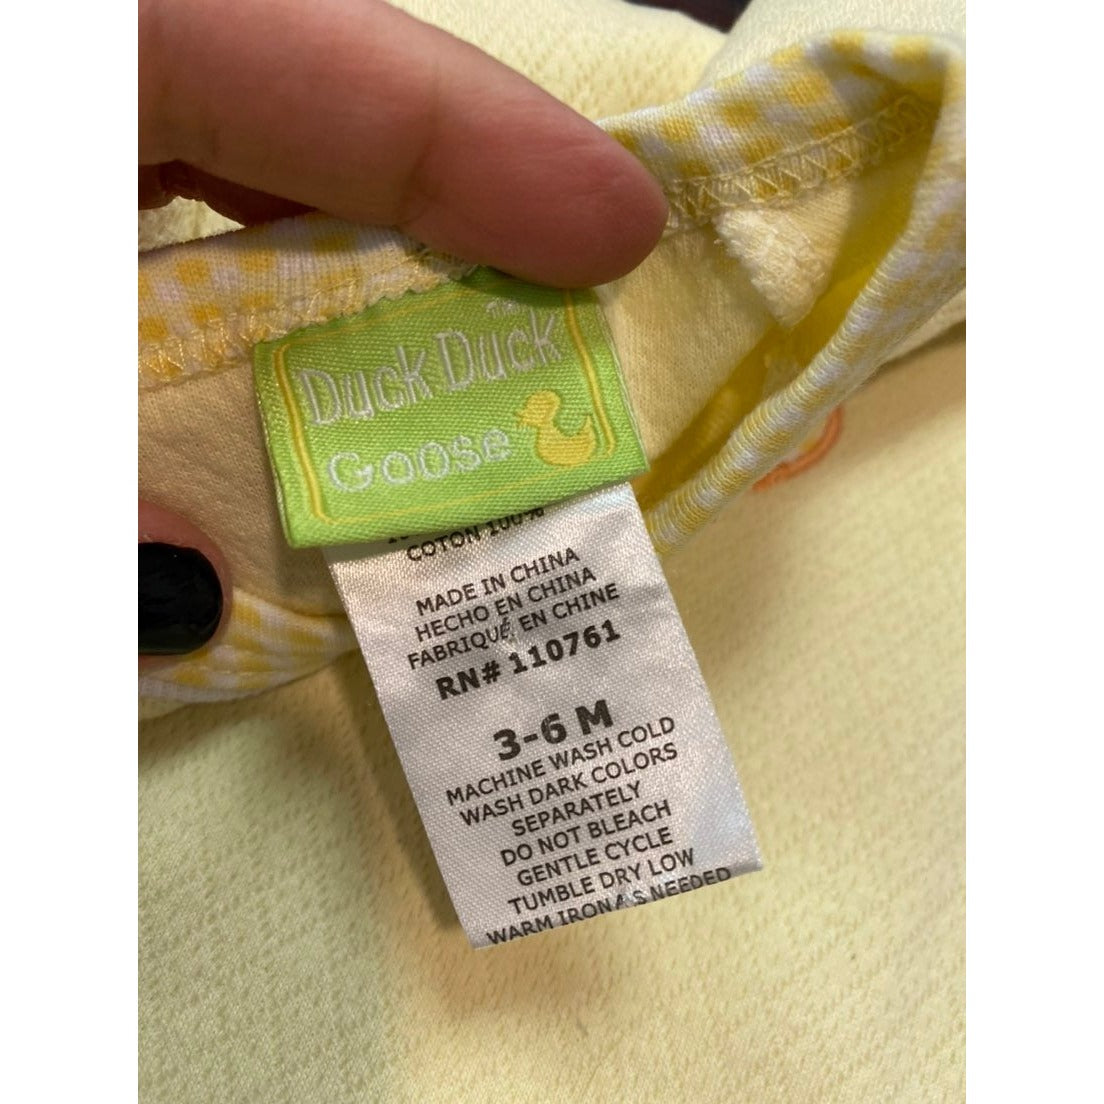 Duck Duck
Goose
COTON 100%
MADE IN CHINA
HECHO EN CHINA
FABRIQUÉ EN CHINE
RN# 110761
3-6 M
MACHINE WASH COLD
WASH DARK COLORS
SEPARATELY
DO NOT BLEACH
GENTLE CYCLE
TUMBLE DRY LOW
WARM IRON AS NEEDED